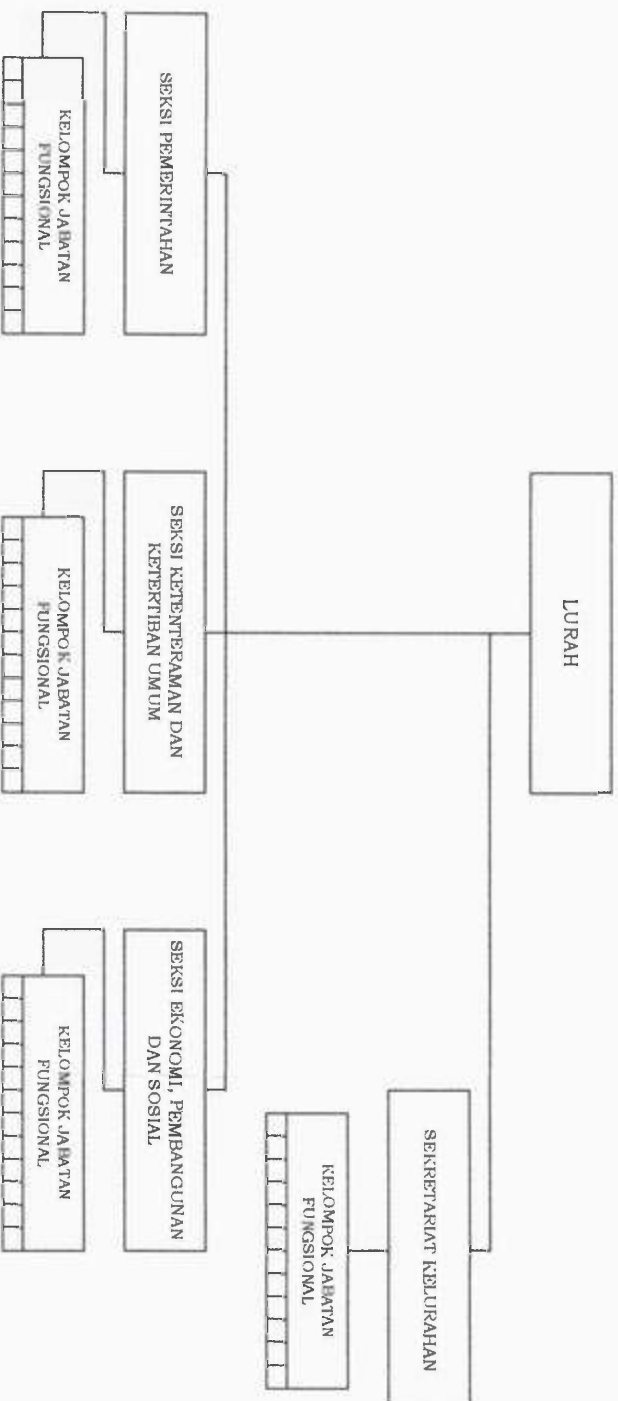 LURAH
SEKRETARIAT KELURAHAN
KELOMPOK JABATAN
FUNGSIONAL
SEKSI PEMERINTAHAN
SEKSI KETENTERAMAN DAN
KETERTIBAN UMUM
SEKSI EKONOMI, PEMBANGUNAN
DAN SOSIAL
KELOMPOK JABATAN
FUNGSIONAL
KELOMPOK JABATAN
FUNGSIONAL
KELOMPOK JABATAN
FUNGSIONAL